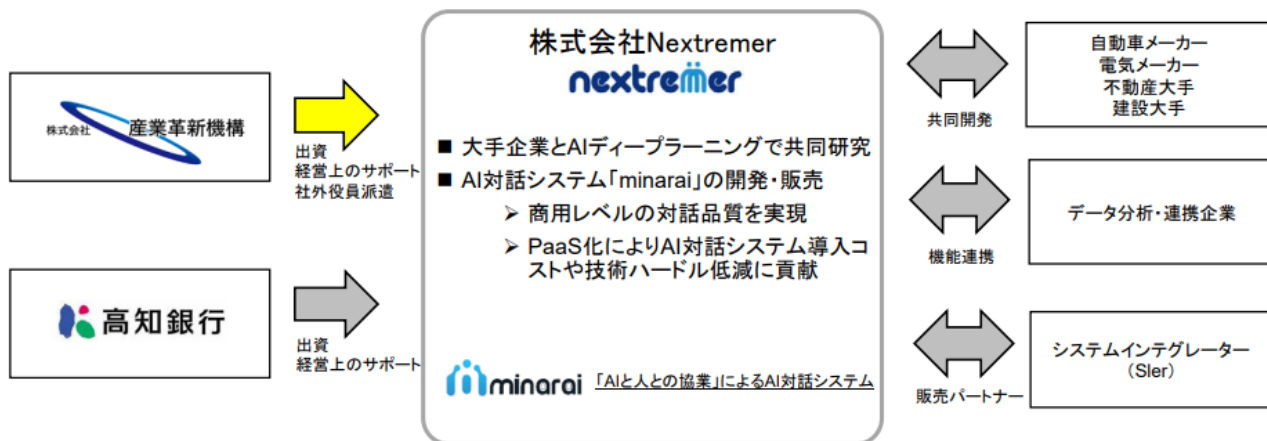 株式会社 産業革新機構
出資
経営上のサポート
社外役員派遣
高知銀行
出資
経営上のサポート
株式会社Nextremer
nextremer
■ 大手企業とAIディープラーニングで共同研究
■ AI対話システム「minarai」の開発・販売
➢ 商用レベルの対話品質を実現
➢ PaaS化によりAI対話システム導入コ
ストや技術ハードル低減に貢献
minarai 「AIと人との協業」によるAI対話システム
共同開発
自動車メーカー
電気メーカー
不動産大手
建設大手
機能連携
データ分析・連携企業
販売パートナー
システムインテグレーター
（SIer）